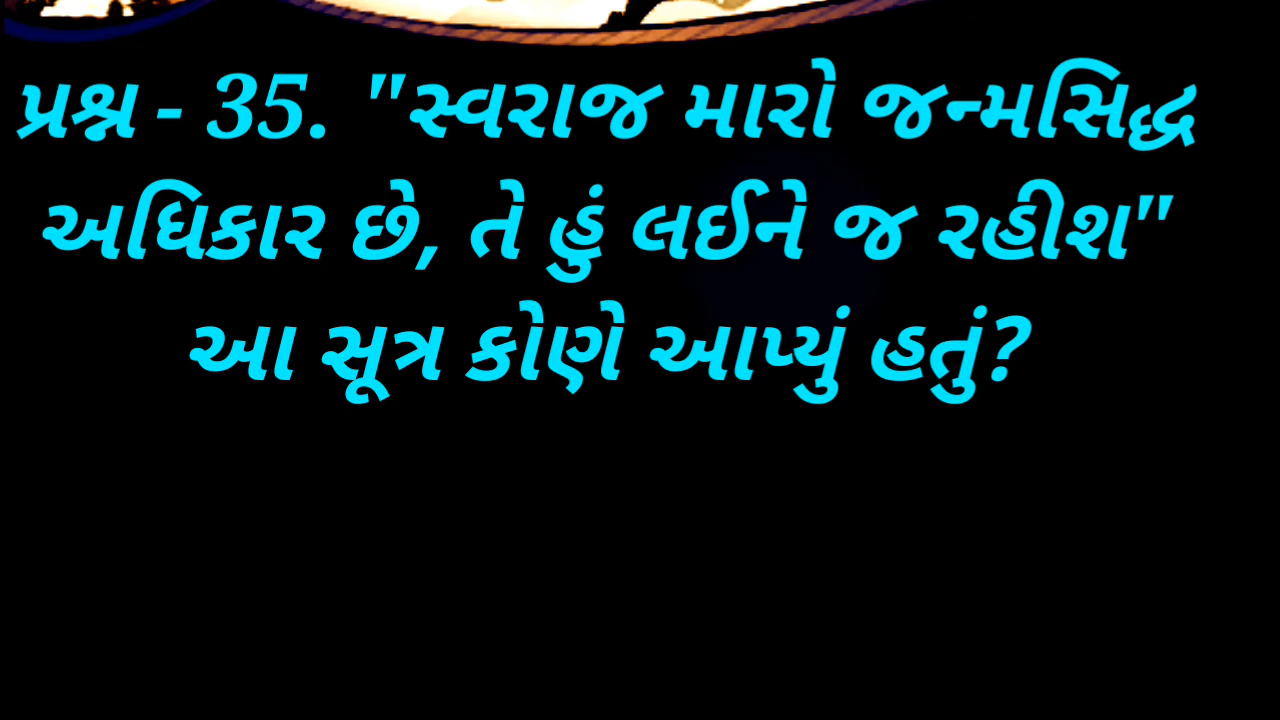 પ્રશ્ન - 35. "સ્વરાજ મારો જન્મસિદ્ધ
અધિકાર છે, તે હું લઈને જ રહીશ"
આ સૂત્ર કોણે આપ્યું હતું?